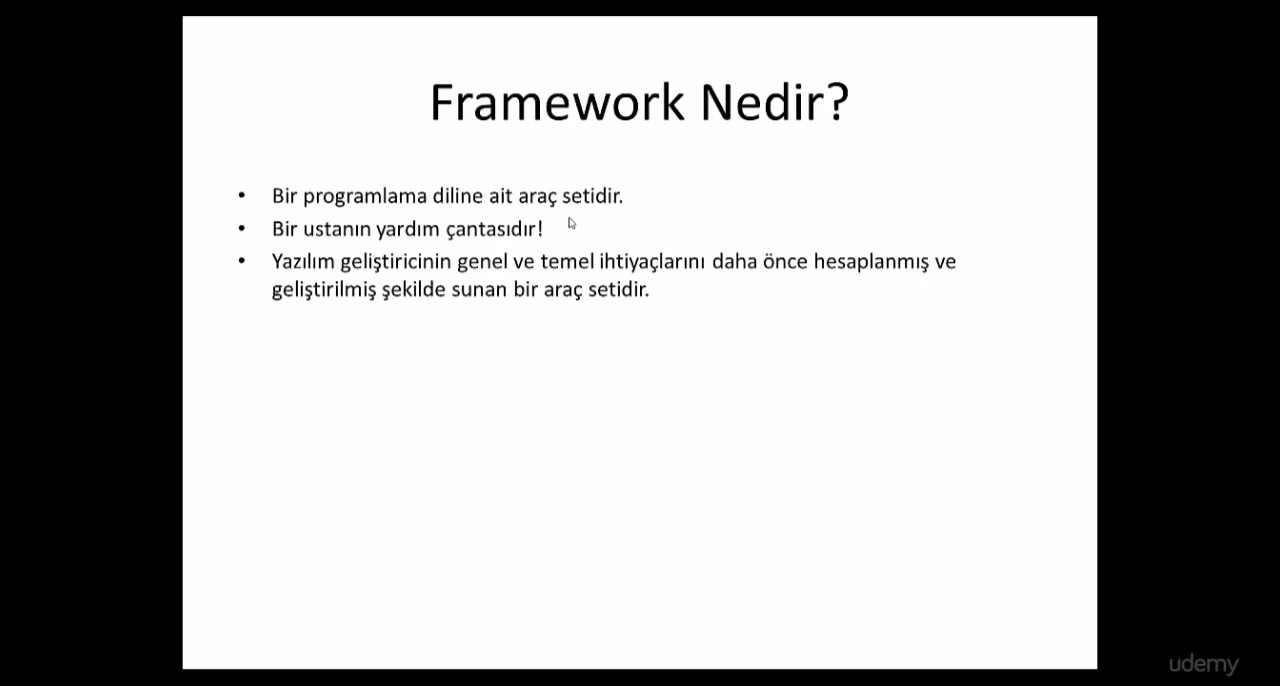 Framework Nedir?
• Bir programlama diline ait araç setidir.
• Bir ustanın yardım çantasıdır!
• Yazılım geliştiricinin genel ve temel ihtiyaçlarını daha önce hesaplanmış ve
geliştirilmiş şekilde sunan bir araç setidir.
udemy